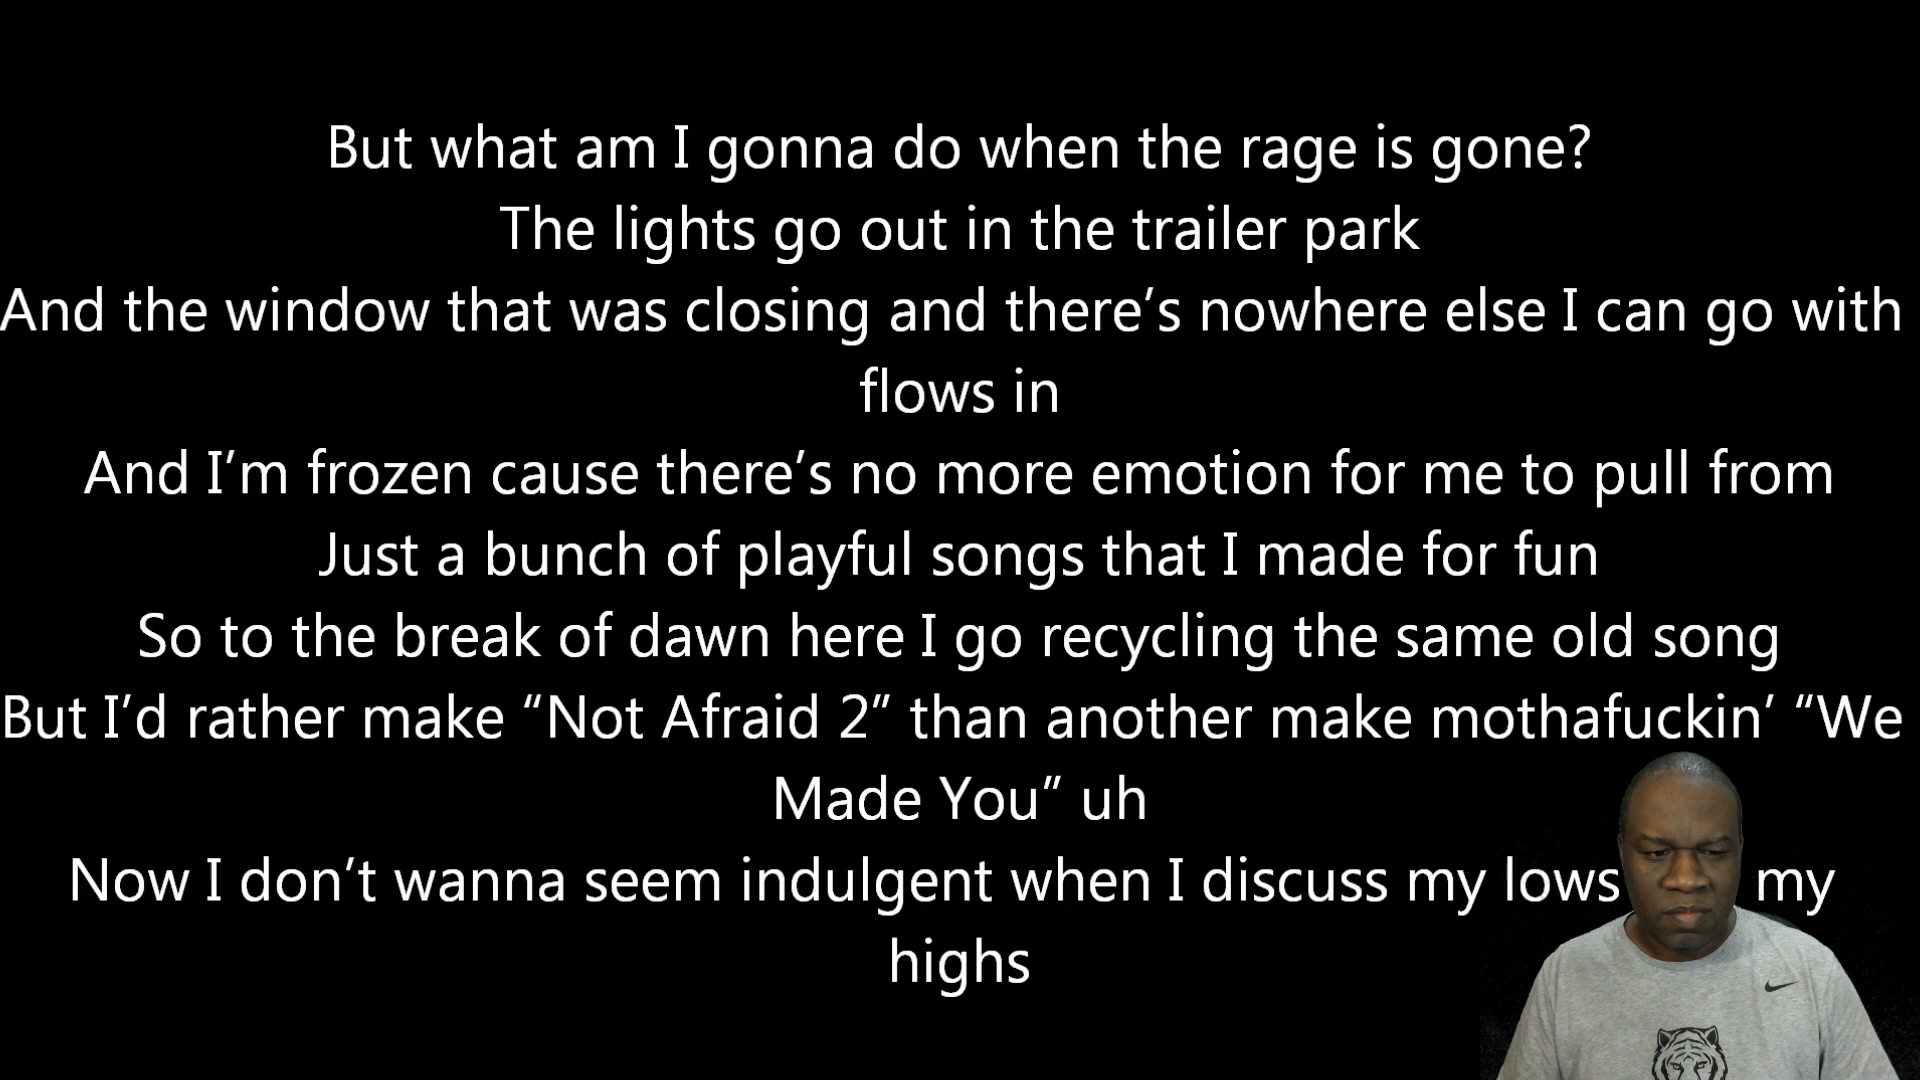 But what am I gonna do when the rage is gone?
The lights go out in the trailer park
And the window that was closing and there’s nowhere else I can go with
flows in
And I’m frozen cause there’s no more emotion for me to pull from
Just a bunch of playful songs that I made for fun
So to the break of dawn here I go recycling the same old song
But I’d rather make “Not Afraid 2” than another make mothafuckin’ “We
Made You” uh
Now I don’t wanna seem indulgent when I discuss my lows my
highs